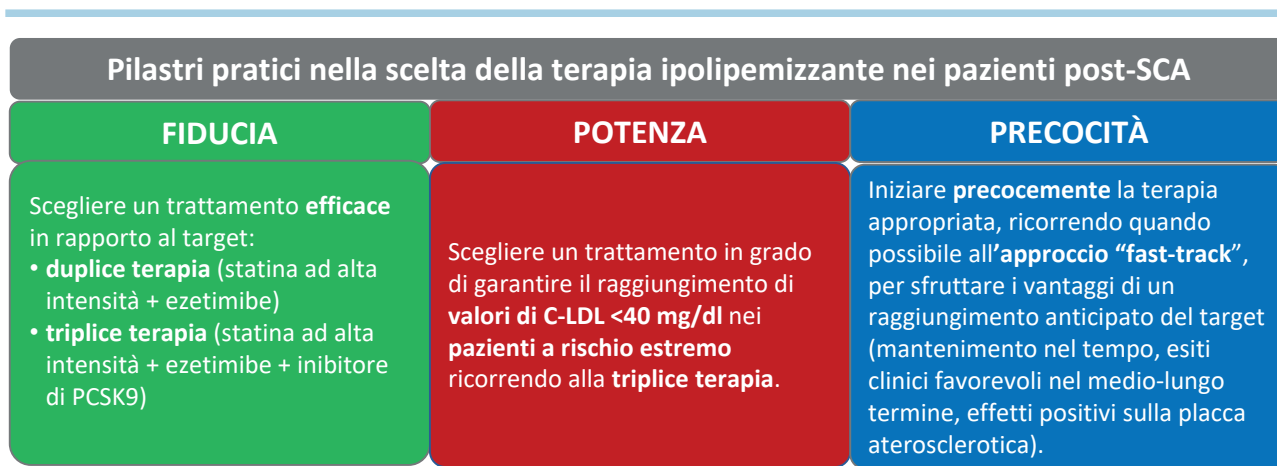 Pilastri pratici nella scelta della terapia ipolipemizzante nei pazienti post-SCA
FIDUCIA
Scegliere un trattamento efficace
in rapporto al target:
• duplice terapia (statina ad alta
intensità + ezetimibe)
• triplice terapia (statina ad alta
intensità + ezetimibe + inibitore
di PCSK9)
POTENZA
Scegliere un trattamento in grado
di garantire il raggiungimento di
valori di C-LDL <40 mg/dl nei
pazienti a rischio estremo
ricorrendo alla triplice terapia.
PRECOCITÀ
Iniziare precocemente la terapia
appropriata, ricorrendo quando
possibile all'approccio “fast-track”,
per sfruttare i vantaggi di un
raggiungimento anticipato del target
(mantenimento nel tempo, esiti
clinici favorevoli nel medio-lungo
termine, effetti positivi sulla placca
aterosclerotica).